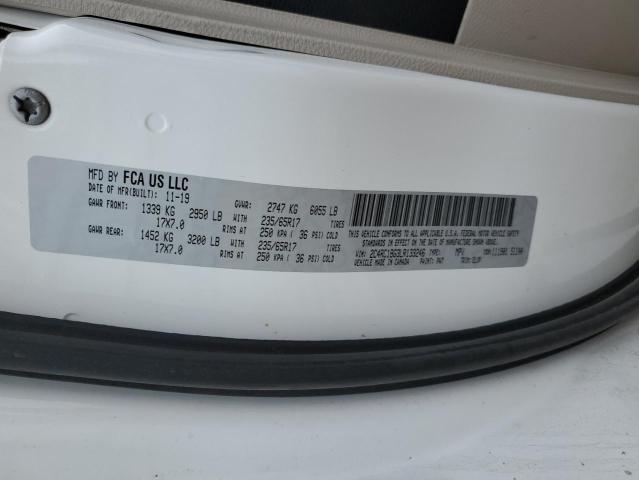 MFD BY FCA US LLC
DATE OF MFR(BUILT): 11-19 GVWR: 2747 KG 6055 LB
GAWR FRONT: 1339 KG 2950 LB WITH 235/65R17
17X7.0 RIMS AT 250 KPA ( 36 PSI) COLD
GAWR REAR: 1452 KG 3200 LB WITH 235/65R17
17X7.0 RIMS AT 250 KPA ( 36 PSI) COLD
THIS VEHICLE CONFORMS TO ALL APPLICABLE U.S.A. FEDERAL MOTOR VEHICLE SAFETY
STANDARDS IN EFFECT ON THE DATE OF MANUFACTURE SHOWN ABOVE.
VIN: 2C4RC1BG3LR133246 TYPE: MPV
MADE IN CANADA PAINT: PW7 TRIM: